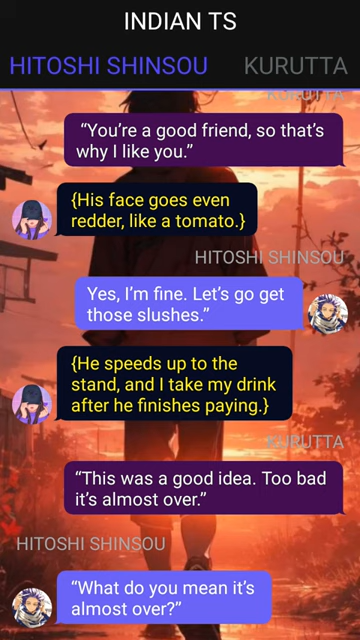 INDIAN TS
HITOSHI SHINSOU KURUTTA
KURUTTA
“You’re a good friend, so that’s
why I like you.”
{His face goes even
redder, like a tomato.}
HITOSHI SHINSOU
Yes, I’m fine. Let’s go get
those slushes.”
{He speeds up to the
stand, and I take my drink
after he finishes paying.}
KURUTTA
“This was a good idea. Too bad
it’s almost over.”
HITOSHI SHINSOU
“What do you mean it’s
almost over?”